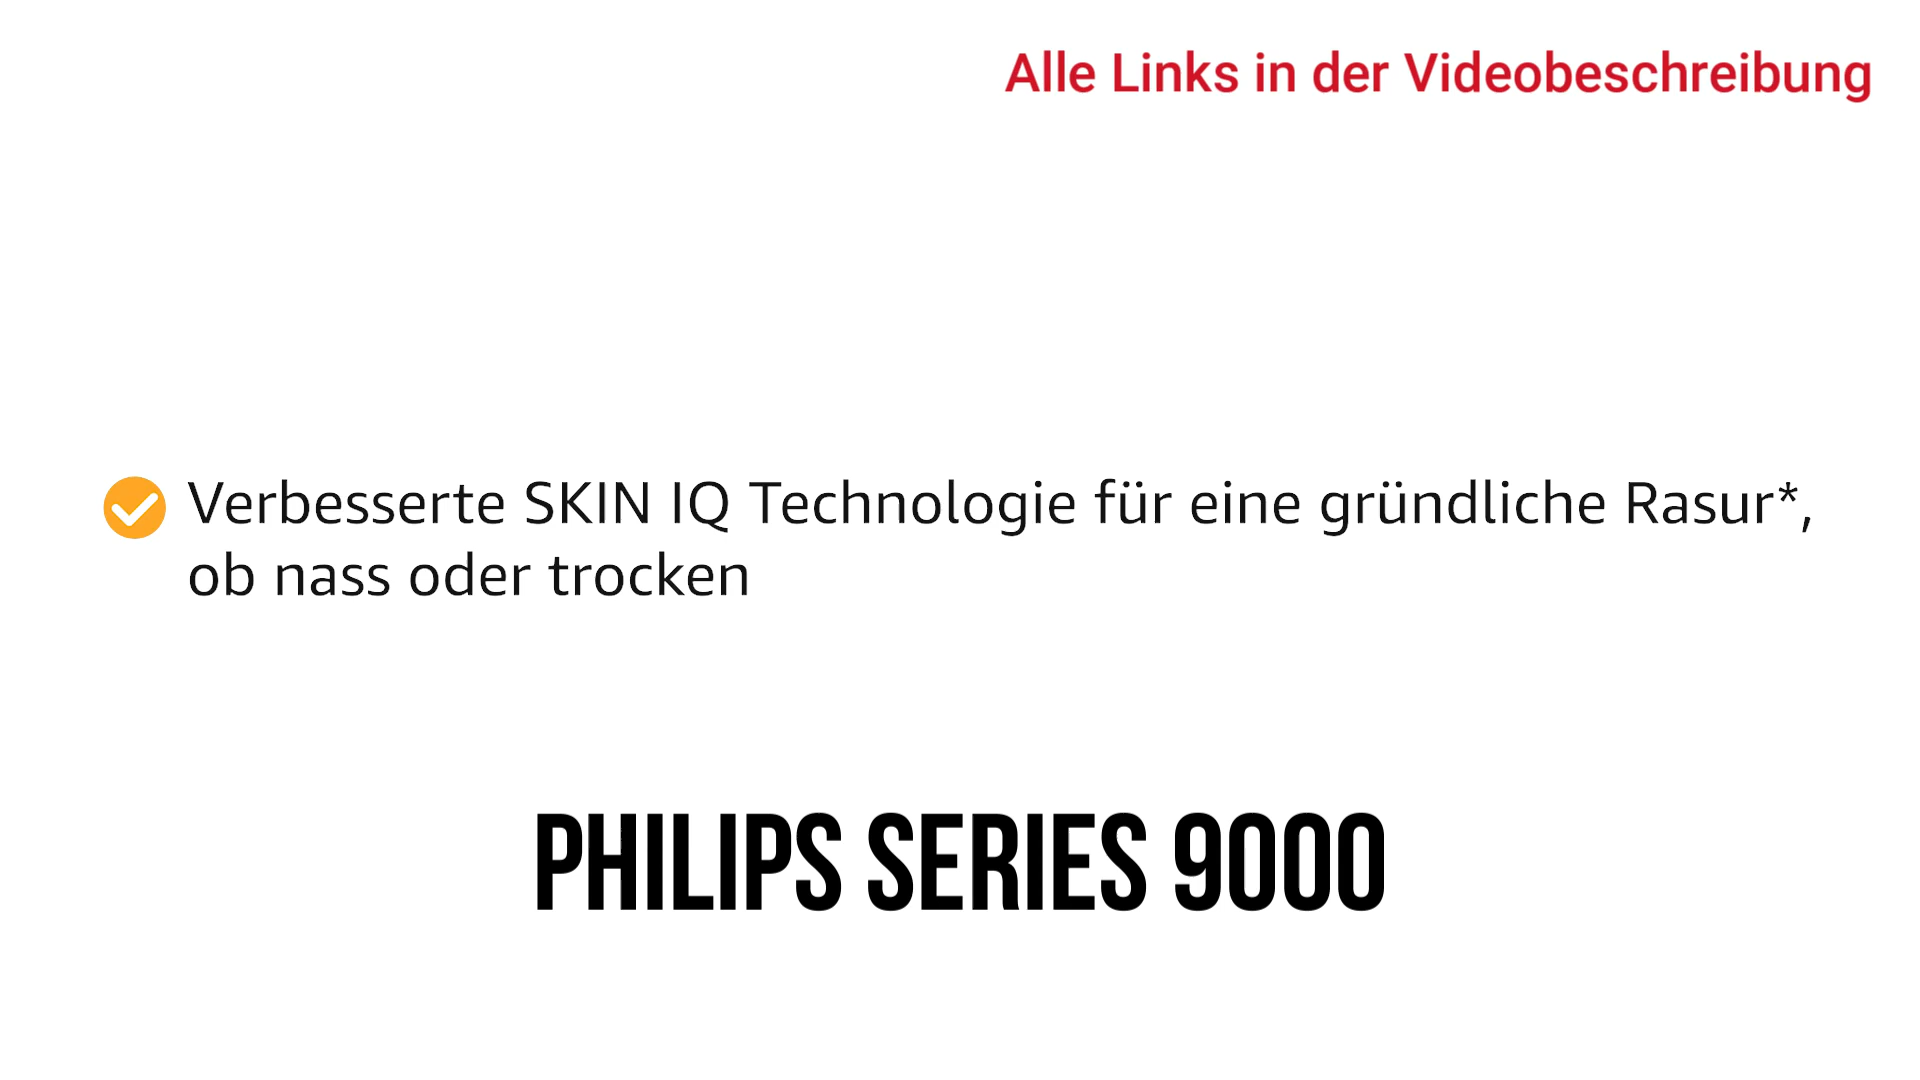 Alle Links in der Videobeschreibung
Verbesserte SKIN IQ Technologie für eine gründliche Rasur*,
ob nass oder trocken
PHILIPS SERIES 9000